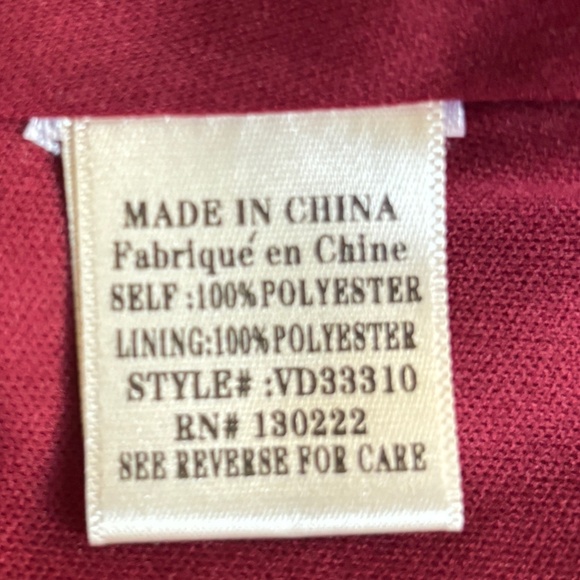 MADE IN CHINA
Fabriqué en Chine
SELF :100%POLYESTER
LINING:100%POLYESTER
STYLE# :VD33310
RN# 130222
SEE REVERSE FOR CARE